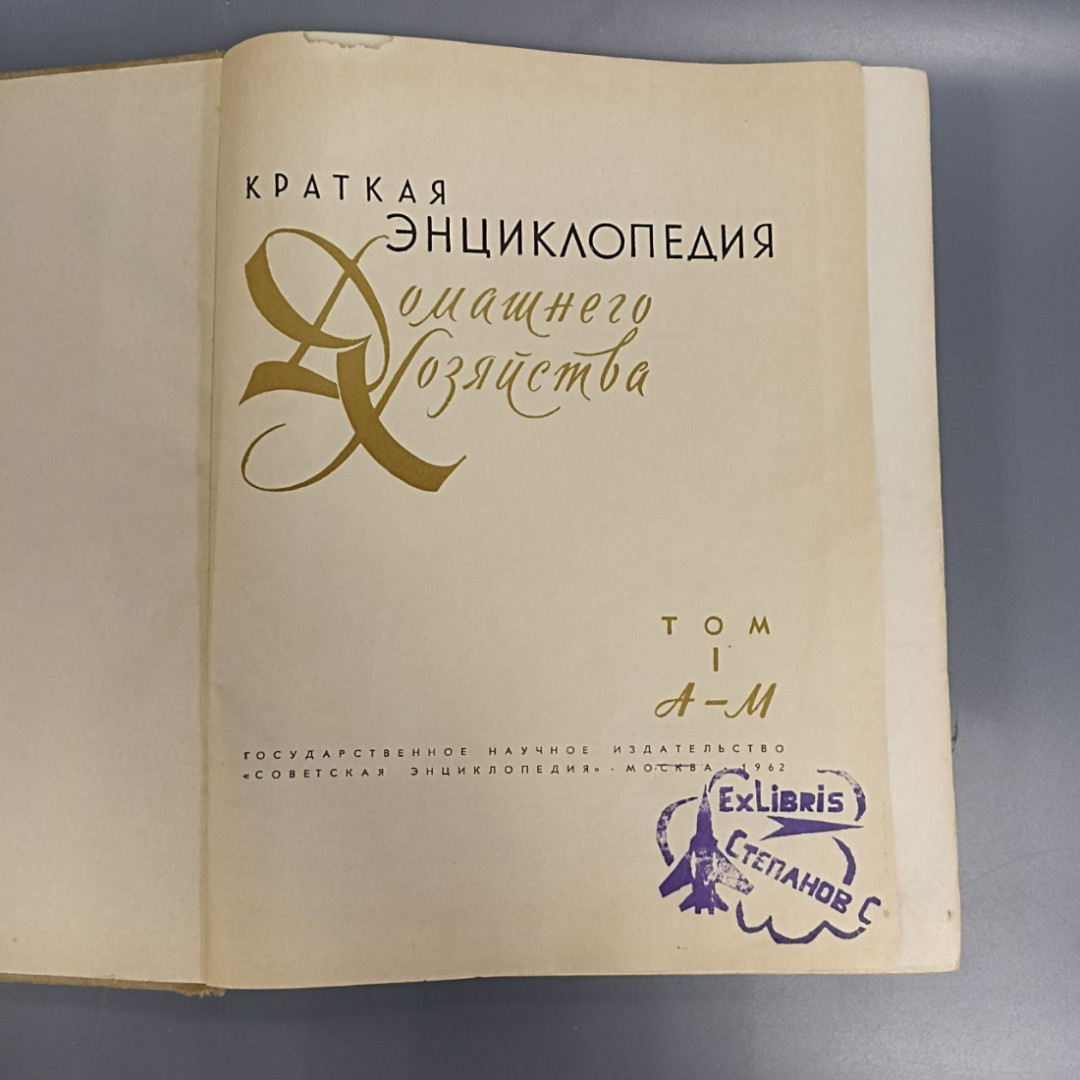 КРАТКАЯ
ЭНЦИКЛОПЕДИЯ
Домашнего
Хозяйства
ТОМ
I
А—М
ГОСУДАРСТВЕННОЕ НАУЧНОЕ ИЗДАТЕЛЬСТВО
«СОВЕТСКАЯ ЭНЦИКЛОПЕДИЯ» · МОСКВА · 1962
ExLibris
Степанов С